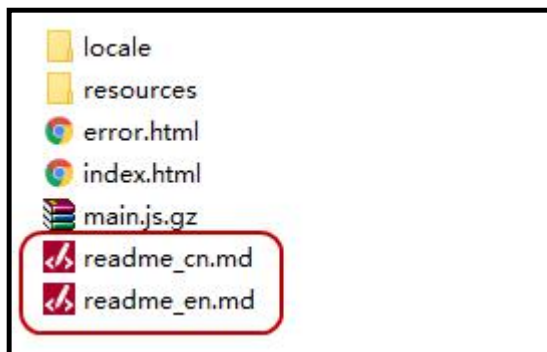 locale
resources
error.html
index.html
main.js.gz
readme_cn.md
readme_en.md